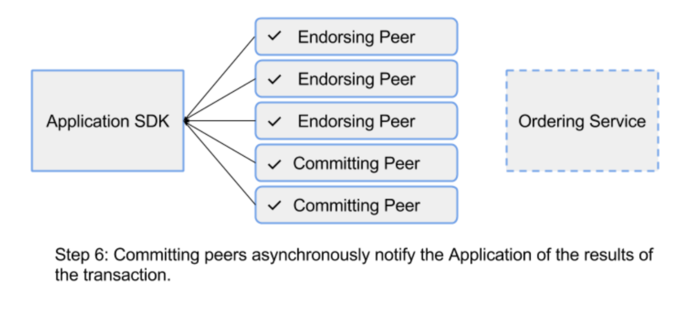 Endorsing Peer
Endorsing Peer
Application SDK
Endorsing Peer
Ordering Service
Committing Peer
Committing Peer
Step 6: Committing peers asynchronously notify the Application of the results of
the transaction.